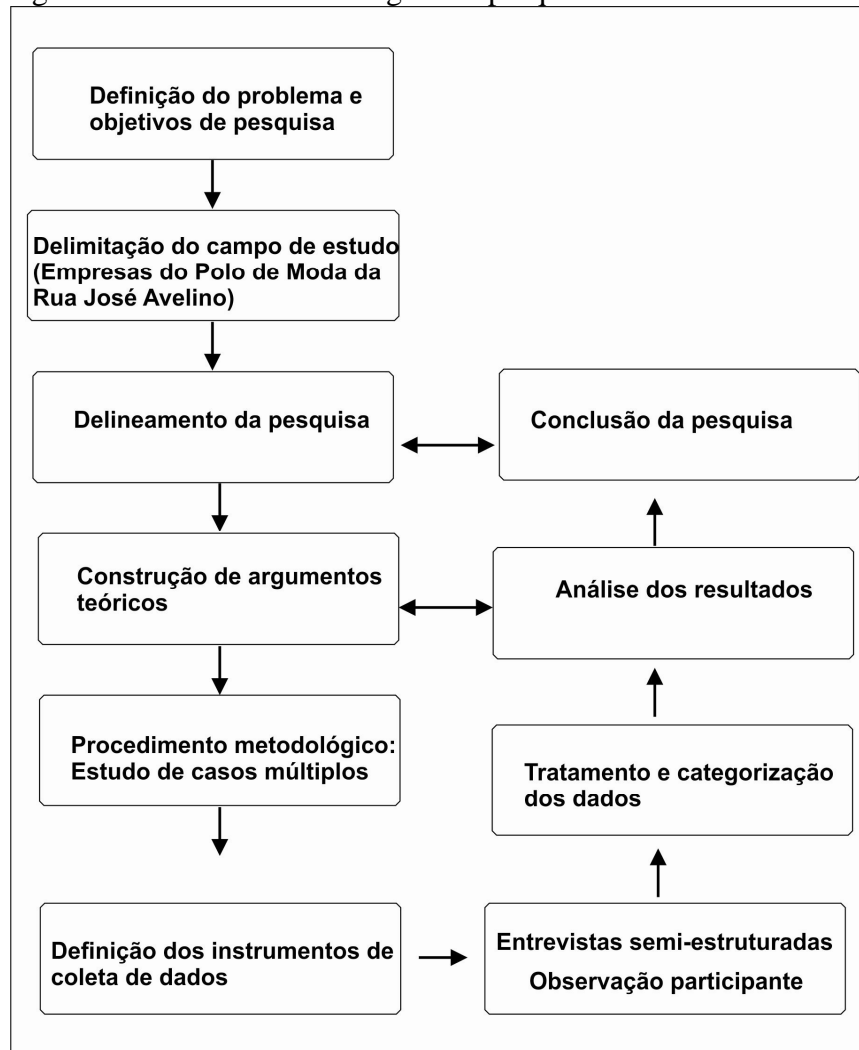 Definição do problema e
objetivos de pesquisa
Delimitação do campo de estudo
(Empresas do Polo de Moda da
Rua José Avelino)
Delineamento da pesquisa
Conclusão da pesquisa
Construção de argumentos
teóricos
Análise dos resultados
Procedimento metodológico:
Estudo de casos múltiplos
Tratamento e categorização
dos dados
Definição dos instrumentos de
coleta de dados
Entrevistas semi-estruturadas
Observação participante